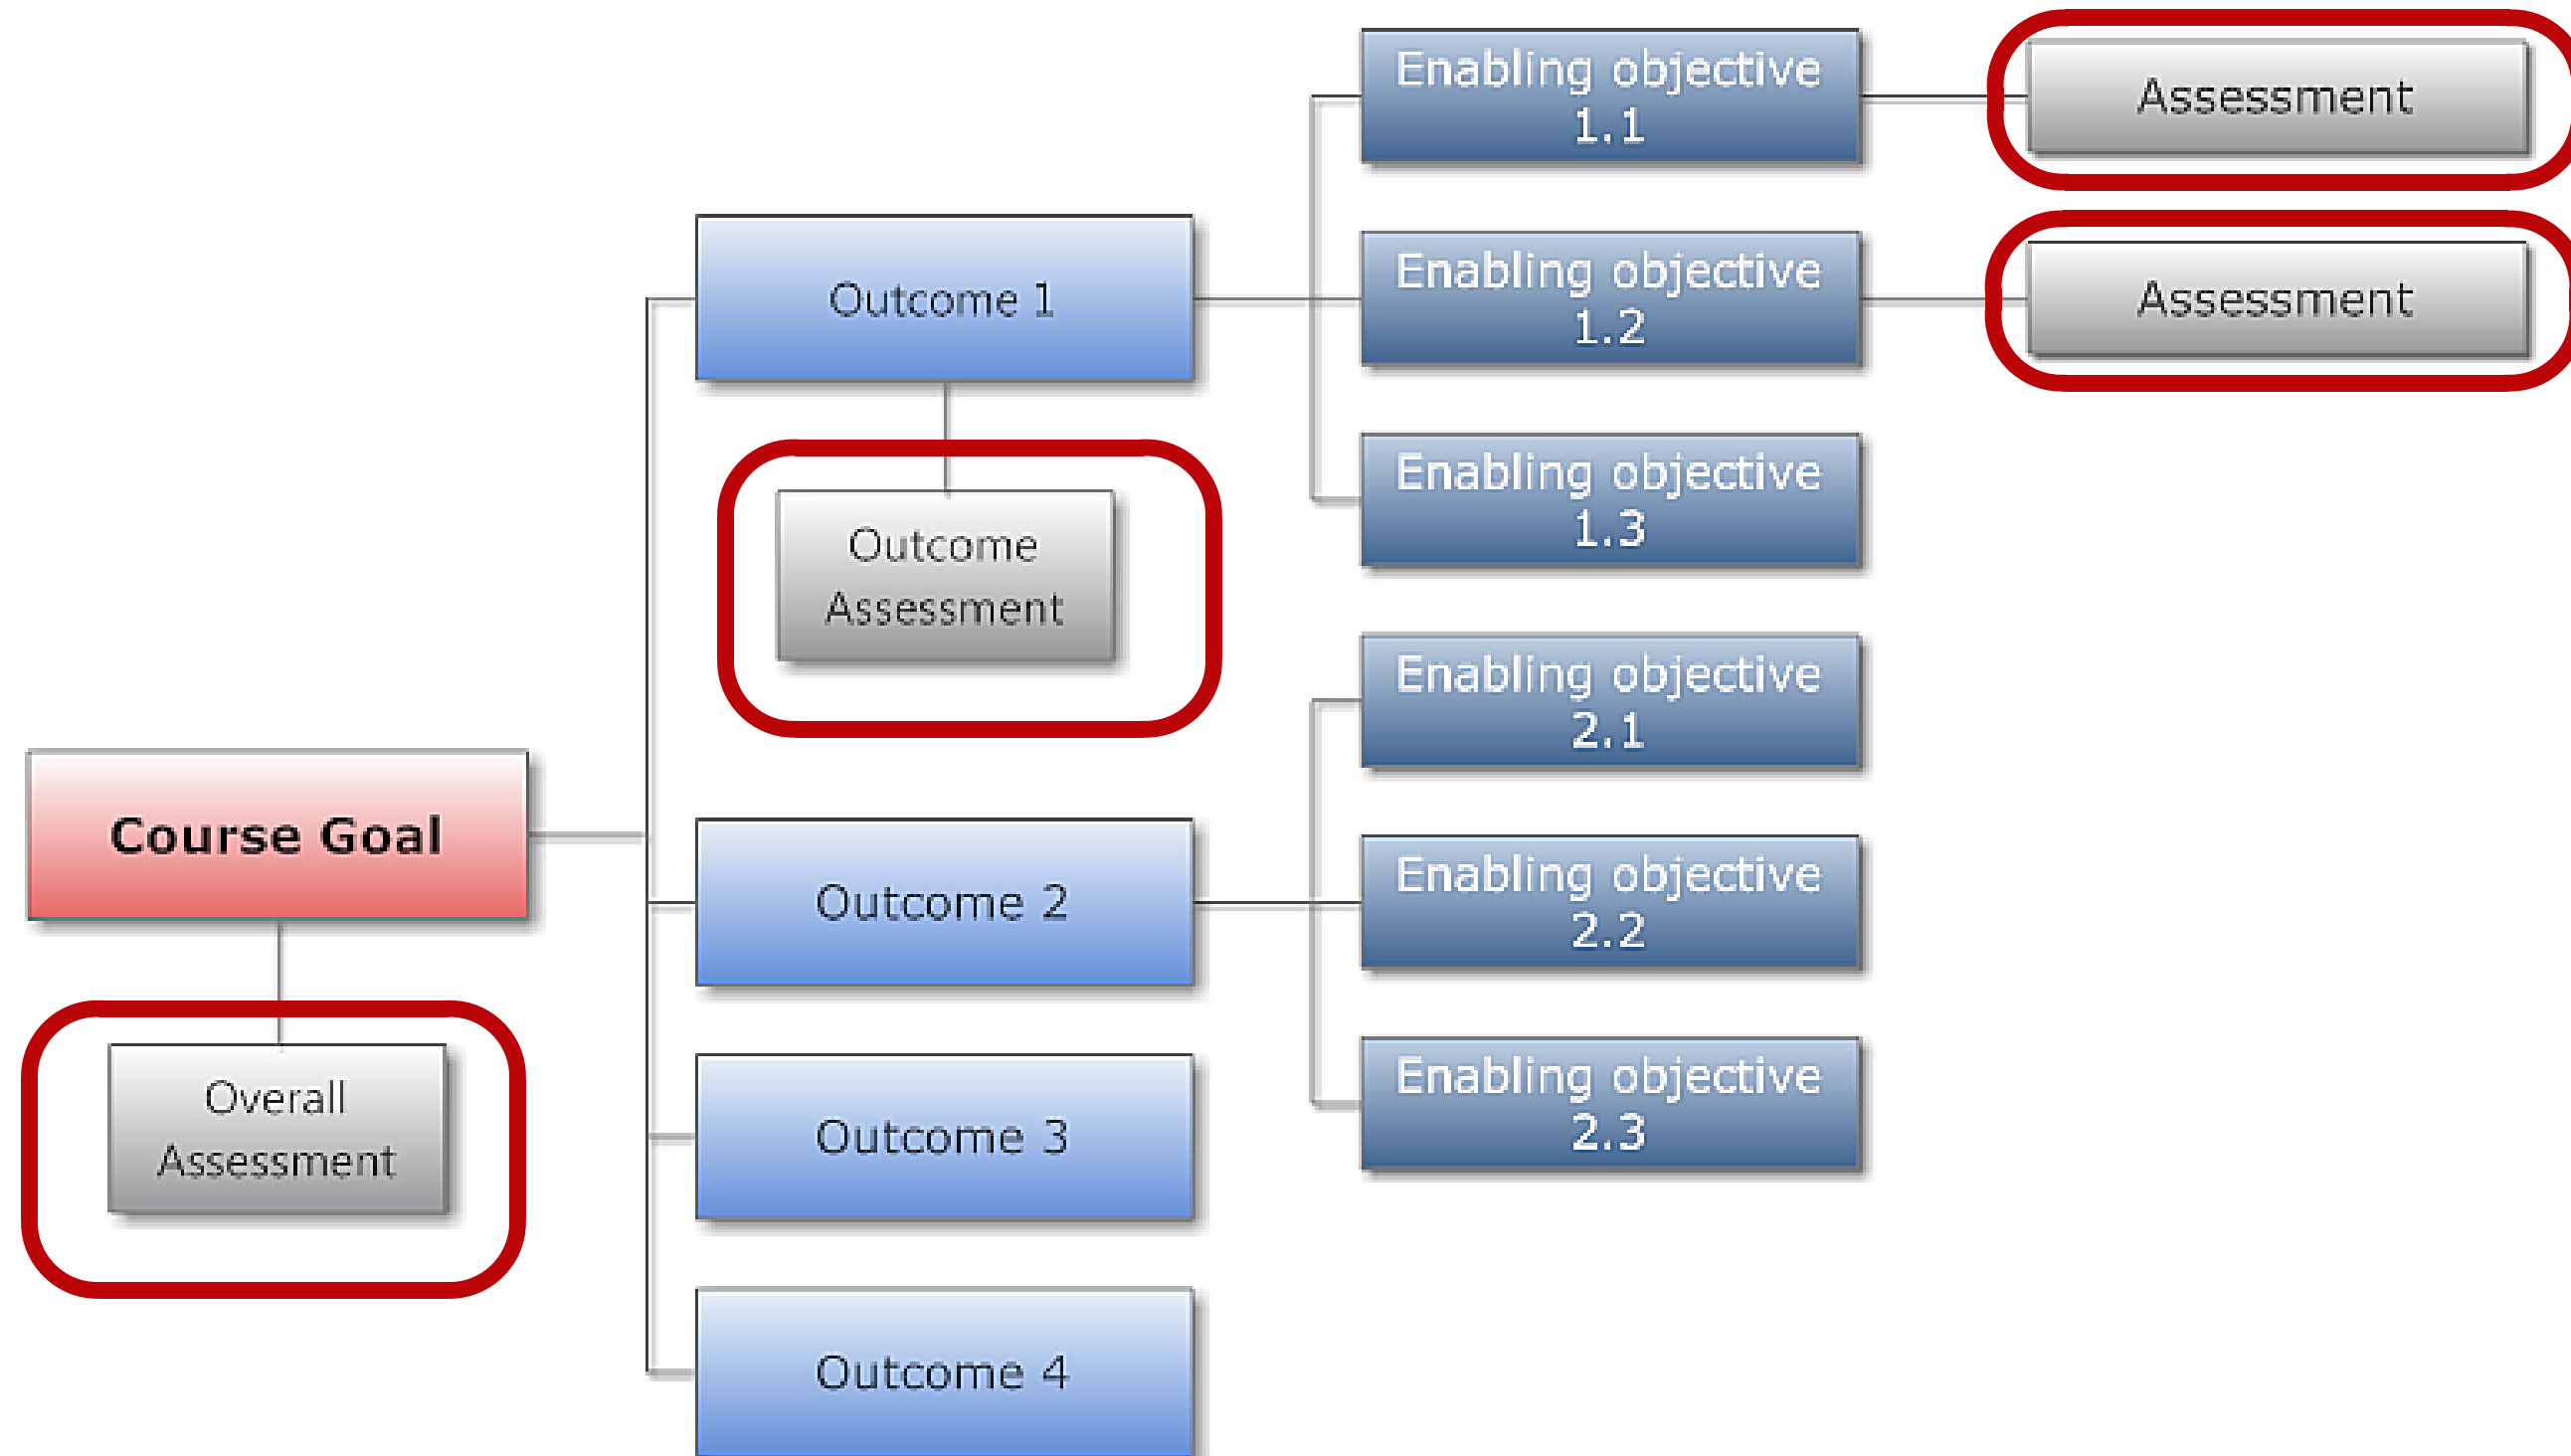 Enabling objective
1.1
Assessment
Outcome 1
Enabling objective
1.2
Assessment
Outcome
Assessment
Enabling objective
1.3
Enabling objective
2.1
Course Goal
Outcome 2
Enabling objective
2.2
Overall
Assessment
Outcome 3
Enabling objective
2.3
Outcome 4